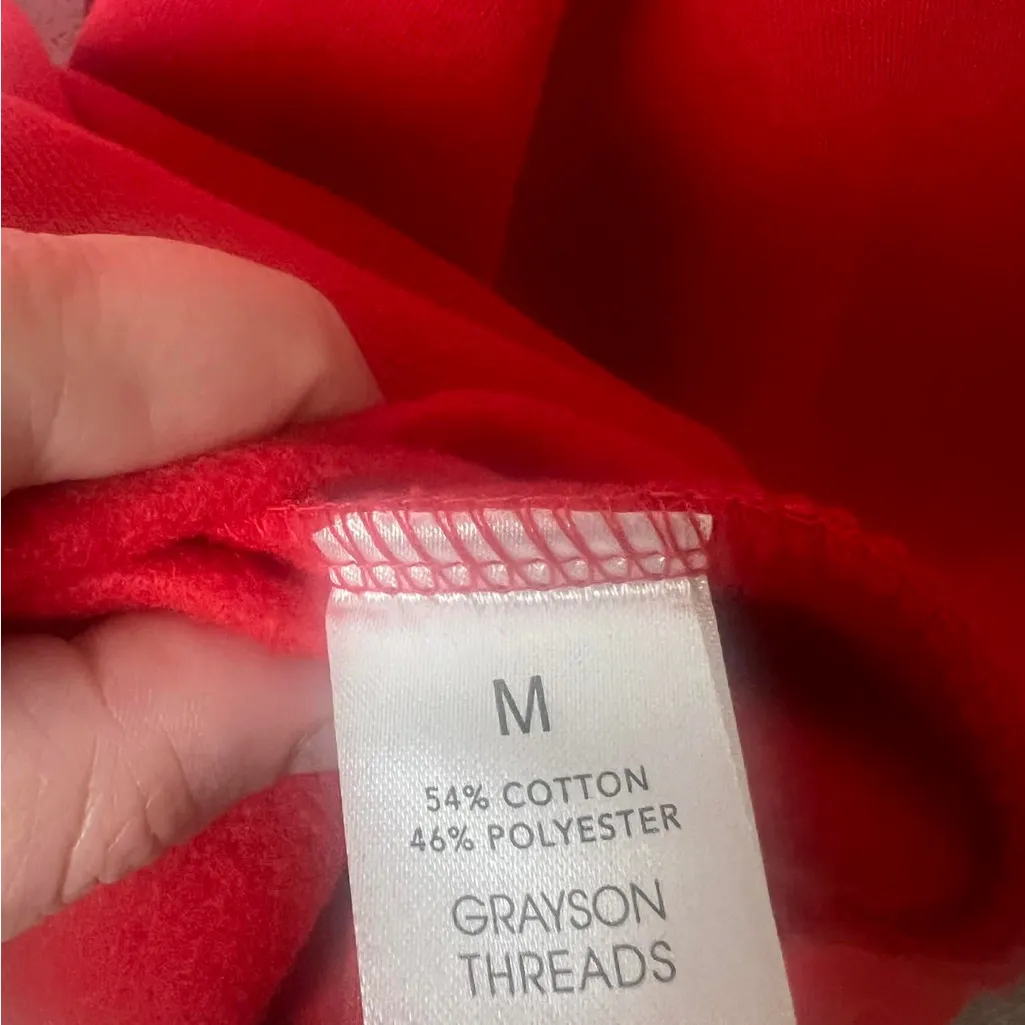 M
54% COTTON
46% POLYESTER
GRAYSON
THREADS